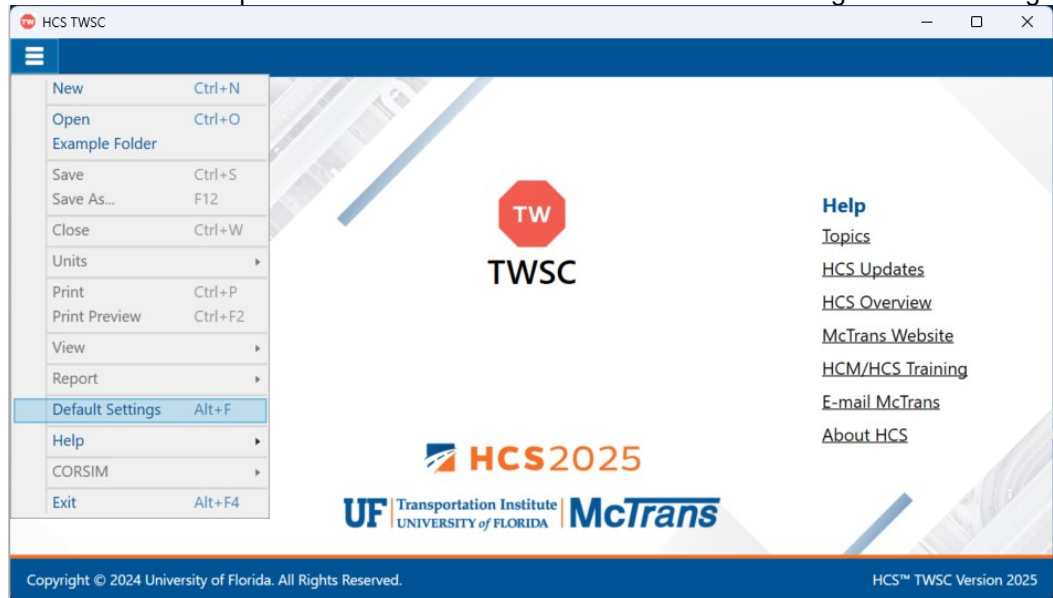 HCS TWSC
New Ctrl+N
Open Ctrl+O
Example Folder
Save Ctrl+S
Save As... F12
Close Ctrl+W
Units
Print Ctrl+P
Print Preview Ctrl+F2
View
Report
Default Settings Alt+F
Help
CORSIM
Exit Alt+F4
TW
TWSC
HCS2025
UF Transportation Institute McTrans
UNIVERSITY of FLORIDA
Help
Topics
HCS Updates
HCS Overview
McTrans Website
HCM/HCS Training
E-mail McTrans
About HCS
Copyright © 2024 University of Florida. All Rights Reserved. HCS™ TWSC Version 2025